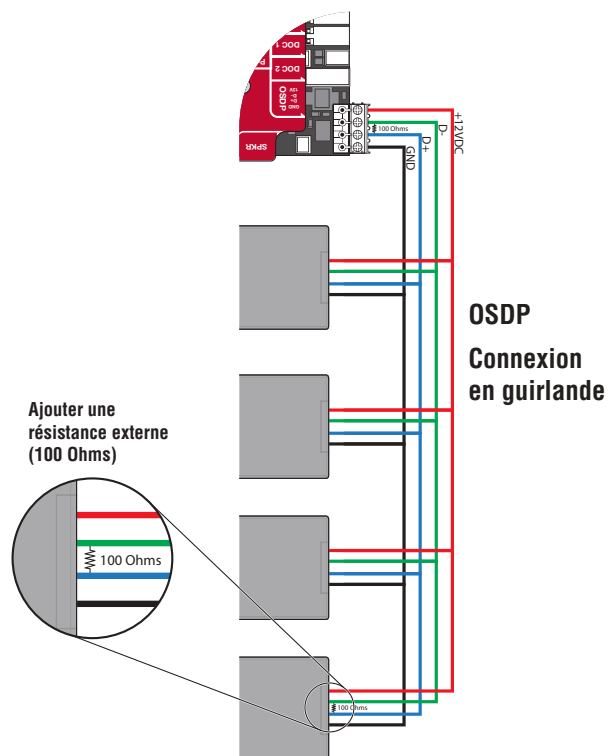 DOC 1
DOC 2
OSDP
12V
D-
D+
GND
SPKR
100 Ohms
+12VDC
D-
D+
GND
OSDP
Connexion
en guirlande
Ajouter une
résistance externe
(100 Ohms)
100 Ohms
100 Ohms